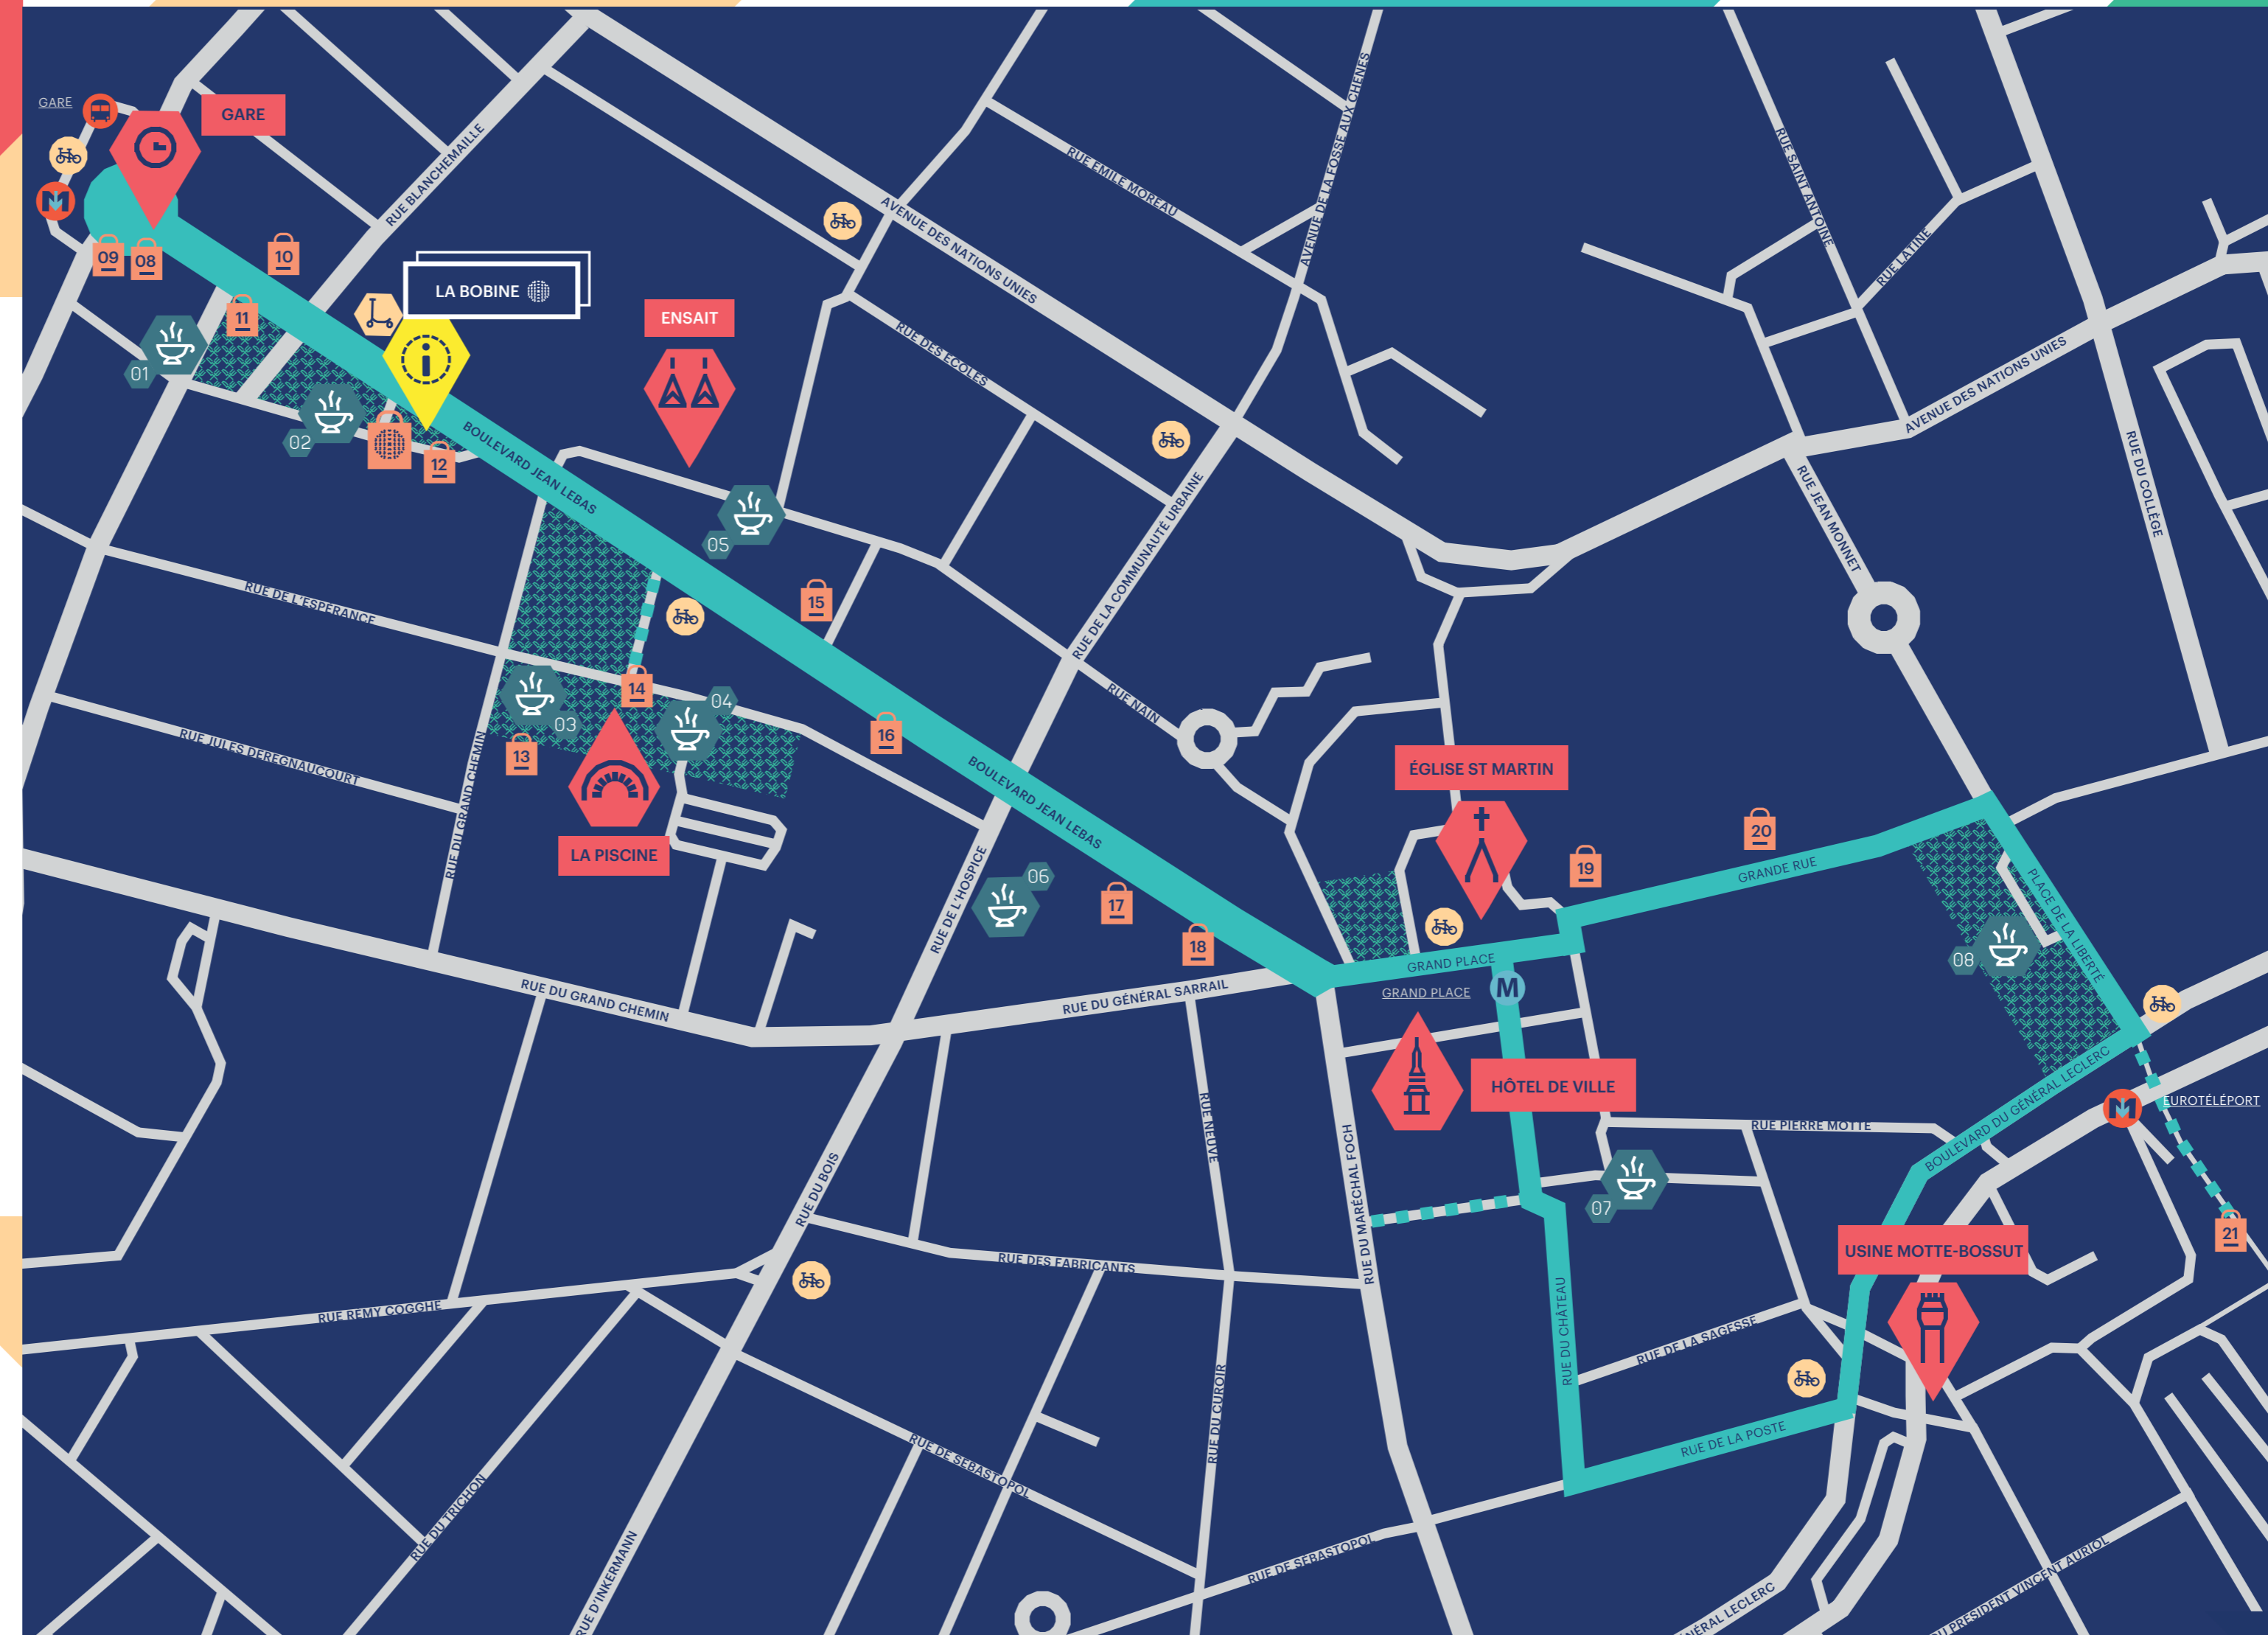 GARE
GARE
RUE BLANCHEMAILLE
RUE EMILE MOREAU
AVENUE DE LA FOSSE AUX CHENES
RUE SAINT ANTOINE
RUE LATINE
AVENUE DES NATIONS UNIES
09
08
10
11
LA BOBINE
ENSAIT
RUE DES ECOLES
AVENUE DES NATIONS UNIES
01
02
12
BOULEVARD JEAN LEBAS
RUE DE LA COMMUNAUTÉ URBAINE
RUE JEAN MONNET
RUE DU COLLÈGE
05
RUE DE L'ESPERANCE
15
14
04
03
RUE NAIN
16
13
RUE JULES DEREGNAUCOURT
RUE DU GRAND CHEMIN
BOULEVARD JEAN LEBAS
ÉGLISE ST MARTIN
20
LA PISCINE
19
GRANDE RUE
06
17
18
RUE DE L'HOSPICE
PLACE DE LA LIBERTÉ
08
GRAND PLACE
GRAND PLACE
M
RUE DU GRAND CHEMIN
RUE DU GÉNÉRAL SARRAIL
HÔTEL DE VILLE
BOULEVARD DU GÉNÉRAL LECLERC
M
EUROTÉLÉPORT
RUE NEUVE
RUE PIERRE MOTTE
RUE DU MARÉCHAL FOCH
07
RUE DU BOIS
21
USINE MOTTE-BOSSUT
RUE DES FABRICANTS
RUE REMY COGGHE
RUE DU CHÂTEAU
RUE DE LA SAGESSE
RUE DU CUROIR
RUE DE LA POSTE
RUE DE SEBASTOPOL
RUE DU TRICHON
RUE D'INKERMANN
RUE DE SEBASTOPOL
NÉRAL LECLERC
DU PRESIDENT VINCENT AURIOL
M